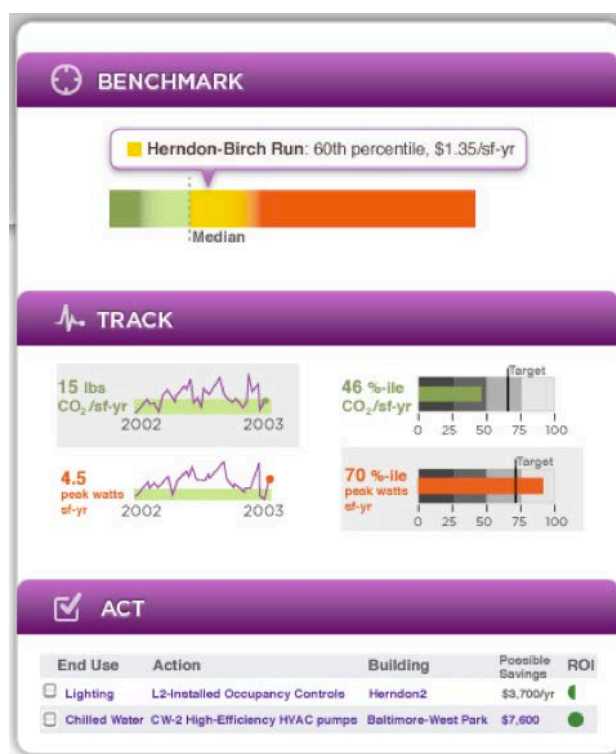 BENCHMARK
Herndon-Birch Run: 60th percentile, $1.35/sf-yr
Median
TRACK
15 lbs
CO2/sf-yr
2002 2003
46 %-ile
CO2/sf-yr
Target
0 25 50 75 100
4.5
peak watts
sf-yr
2002 2003
70 %-ile
peak watts
sf-yr
Target
0 25 50 75 100
ACT
End Use Action Building Possible Savings ROI
Lighting L2-Installed Occupancy Controls Herndon2 $3,700/yr
Chilled Water CW-2 High-Efficiency HVAC pumps Baltimore-West Park $7,600